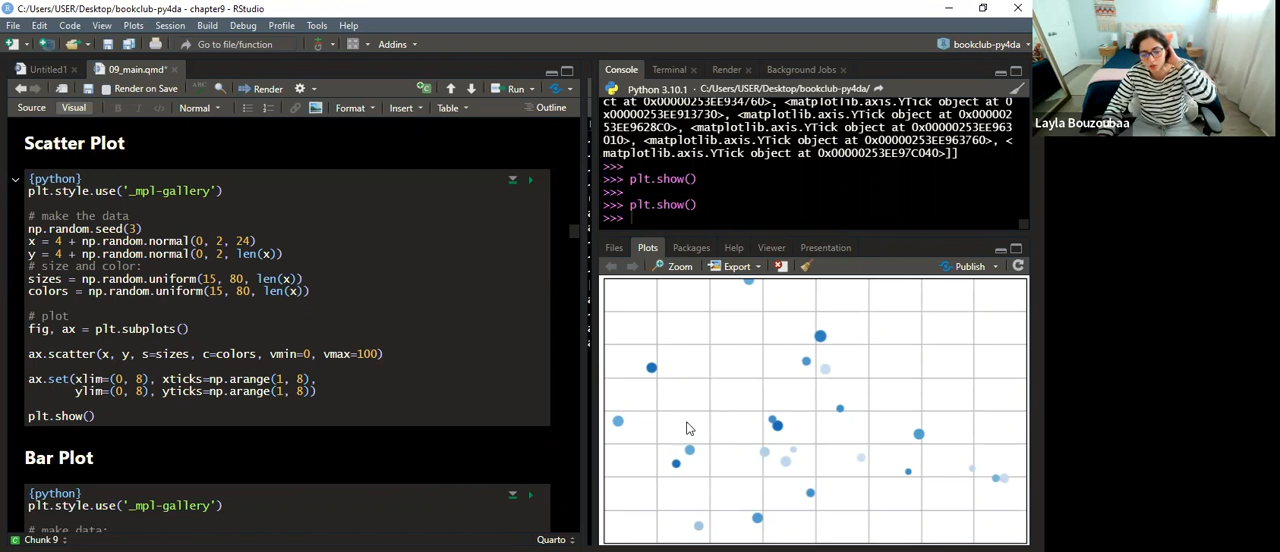 C:/Users/USER/Desktop/bookclub-py4da - chapter9 - RStudio
File Edit Code View Plots Session Build Debug Profile Tools Help
Go to file/function Addins bookclub-py4da
Untitled1 09_main.qmd*
Render on Save ABC Render Run
Source Visual B I Normal Format Insert Table Outline
Scatter Plot
{python}
plt.style.use('_mpl-gallery')
# make the data
np.random.seed(3)
x = 4 + np.random.normal(0, 2, 24)
y = 4 + np.random.normal(0, 2, len(x))
# size and color:
sizes = np.random.uniform(15, 80, len(x))
colors = np.random.uniform(15, 80, len(x))
# plot
fig, ax = plt.subplots()
ax.scatter(x, y, s=sizes, c=colors, vmin=0, vmax=100)
ax.set(xlim=(0, 8), xticks=np.arange(1, 8),
ylim=(0, 8), yticks=np.arange(1, 8))
plt.show()
Bar Plot
{python}
plt.style.use('_mpl-gallery')
# make data:
Chunk 9 Quarto
Console Terminal Render Background Jobs
Python 3.10.1 · C:/Users/USER/Desktop/bookclub-py4da/
ct at 0x00000253EE934760>, <matplotlib.axis.YTick object at 0
x00000253EE913730>, <matplotlib.axis.YTick object at 0x000002
53EE9628C0>, <matplotlib.axis.YTick object at 0x00000253EE963
010>, <matplotlib.axis.YTick object at 0x00000253EE963760>, <
matplotlib.axis.YTick object at 0x00000253EE97C040>]]
>>>
>>> plt.show()
>>>
>>> plt.show()
>>>
Files Plots Packages Help Viewer Presentation
Zoom Export Publish
Layla Bouzoubaa